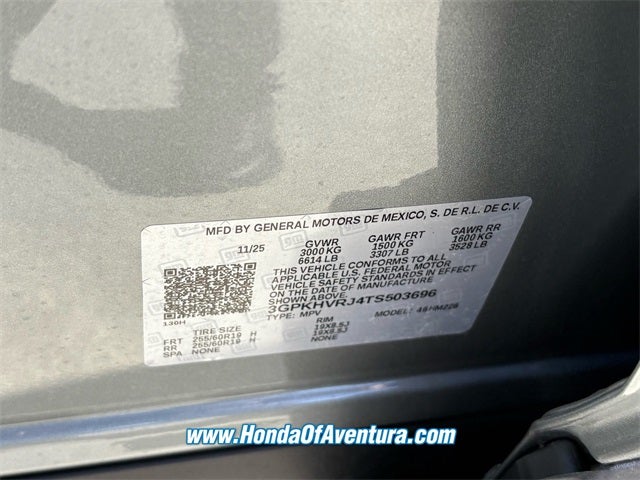 MFD BY GENERAL MOTORS DE MEXICO, S. DE R.L. DE C.V.
11/25 GVWR GAWR FRT GAWR RR
3000 KG 1500 KG 1600 KG
6614 LB 3307 LB 3528 LB
THIS VEHICLE CONFORMS TO ALL
APPLICABLE U.S. FEDERAL MOTOR
VEHICLE SAFETY STANDARDS IN EFFECT
ON THE DATE OF MANUFACTURE
SHOWN ABOVE.
3GPKHVRJ4TS503696
TYPE: MPV MODEL:
136H
TIRE SIZE RIM
FRT 255/60R19 H 19X8.5J
RR 255/60R19 H 19X8.5J
SPA NONE NONE
www.HondaOfAventura.com